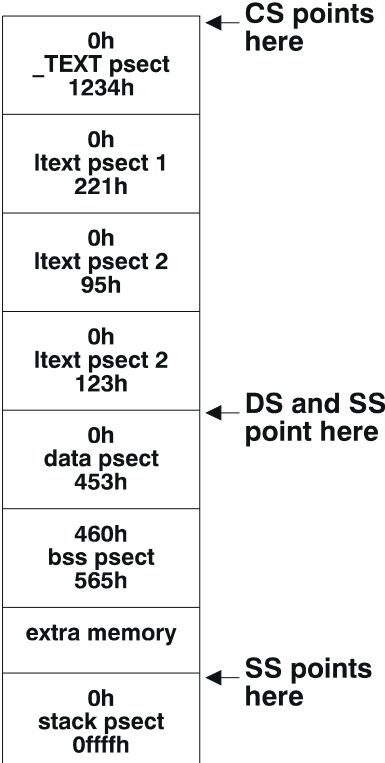 CS points
here
0h
_TEXT psect
1234h
0h
ltext psect 1
221h
0h
ltext psect 2
95h
0h
ltext psect 2
123h
DS and SS
point here
0h
data psect
453h
460h
bss psect
565h
extra memory
SS points
here
0h
stack psect
0ffffh